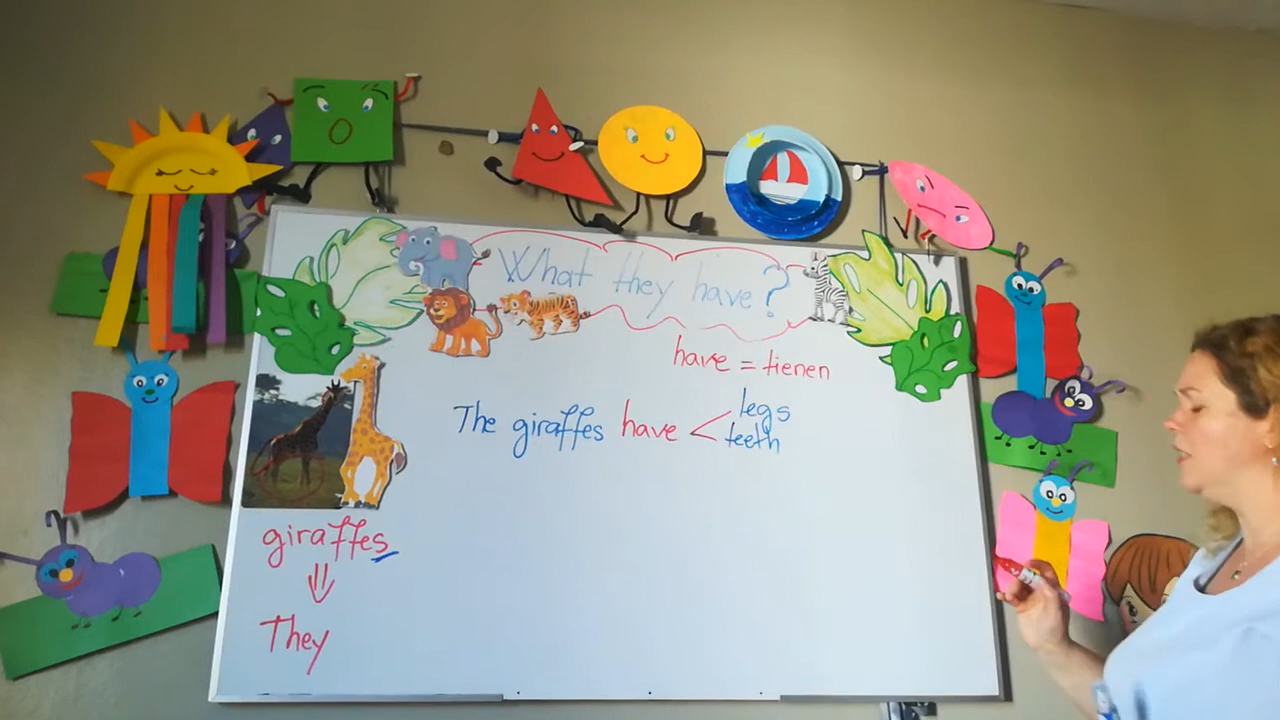 What they have?
have = tienen
The giraffes have < legs
teeth
giraffes
They